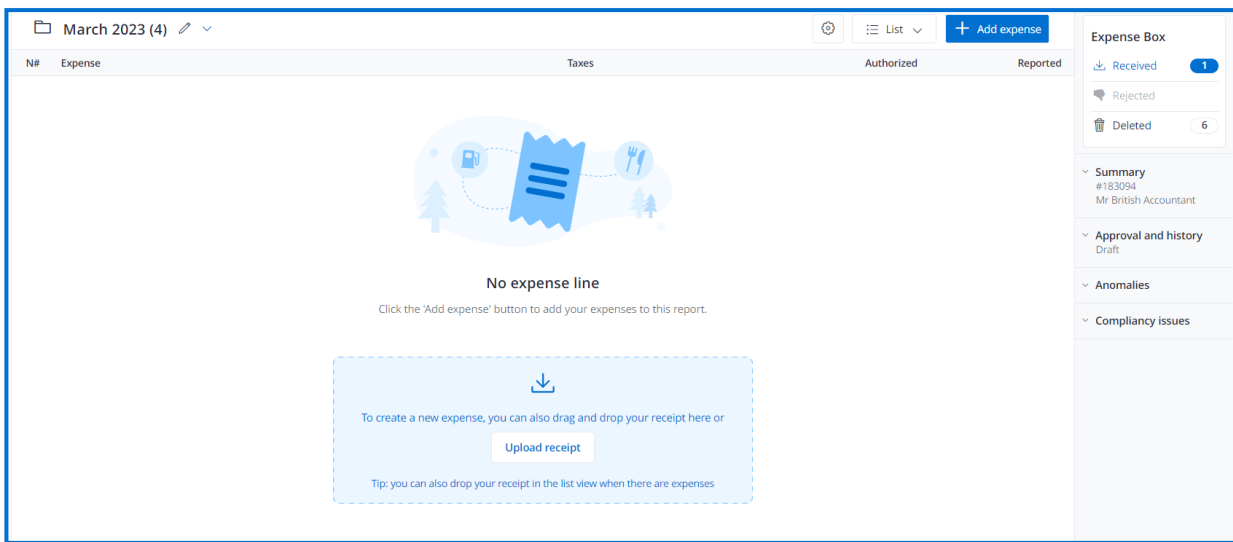 March 2023 (4)
List
Add expense
N# Expense Taxes Authorized Reported
No expense line
Click the 'Add expense' button to add your expenses to this report.
To create a new expense, you can also drag and drop your receipt here or
Upload receipt
Tip: you can also drop your receipt in the list view when there are expenses
Expense Box
Received 1
Rejected
Deleted 6
Summary
#183094
Mr British Accountant
Approval and history
Draft
Anomalies
Compliancy issues